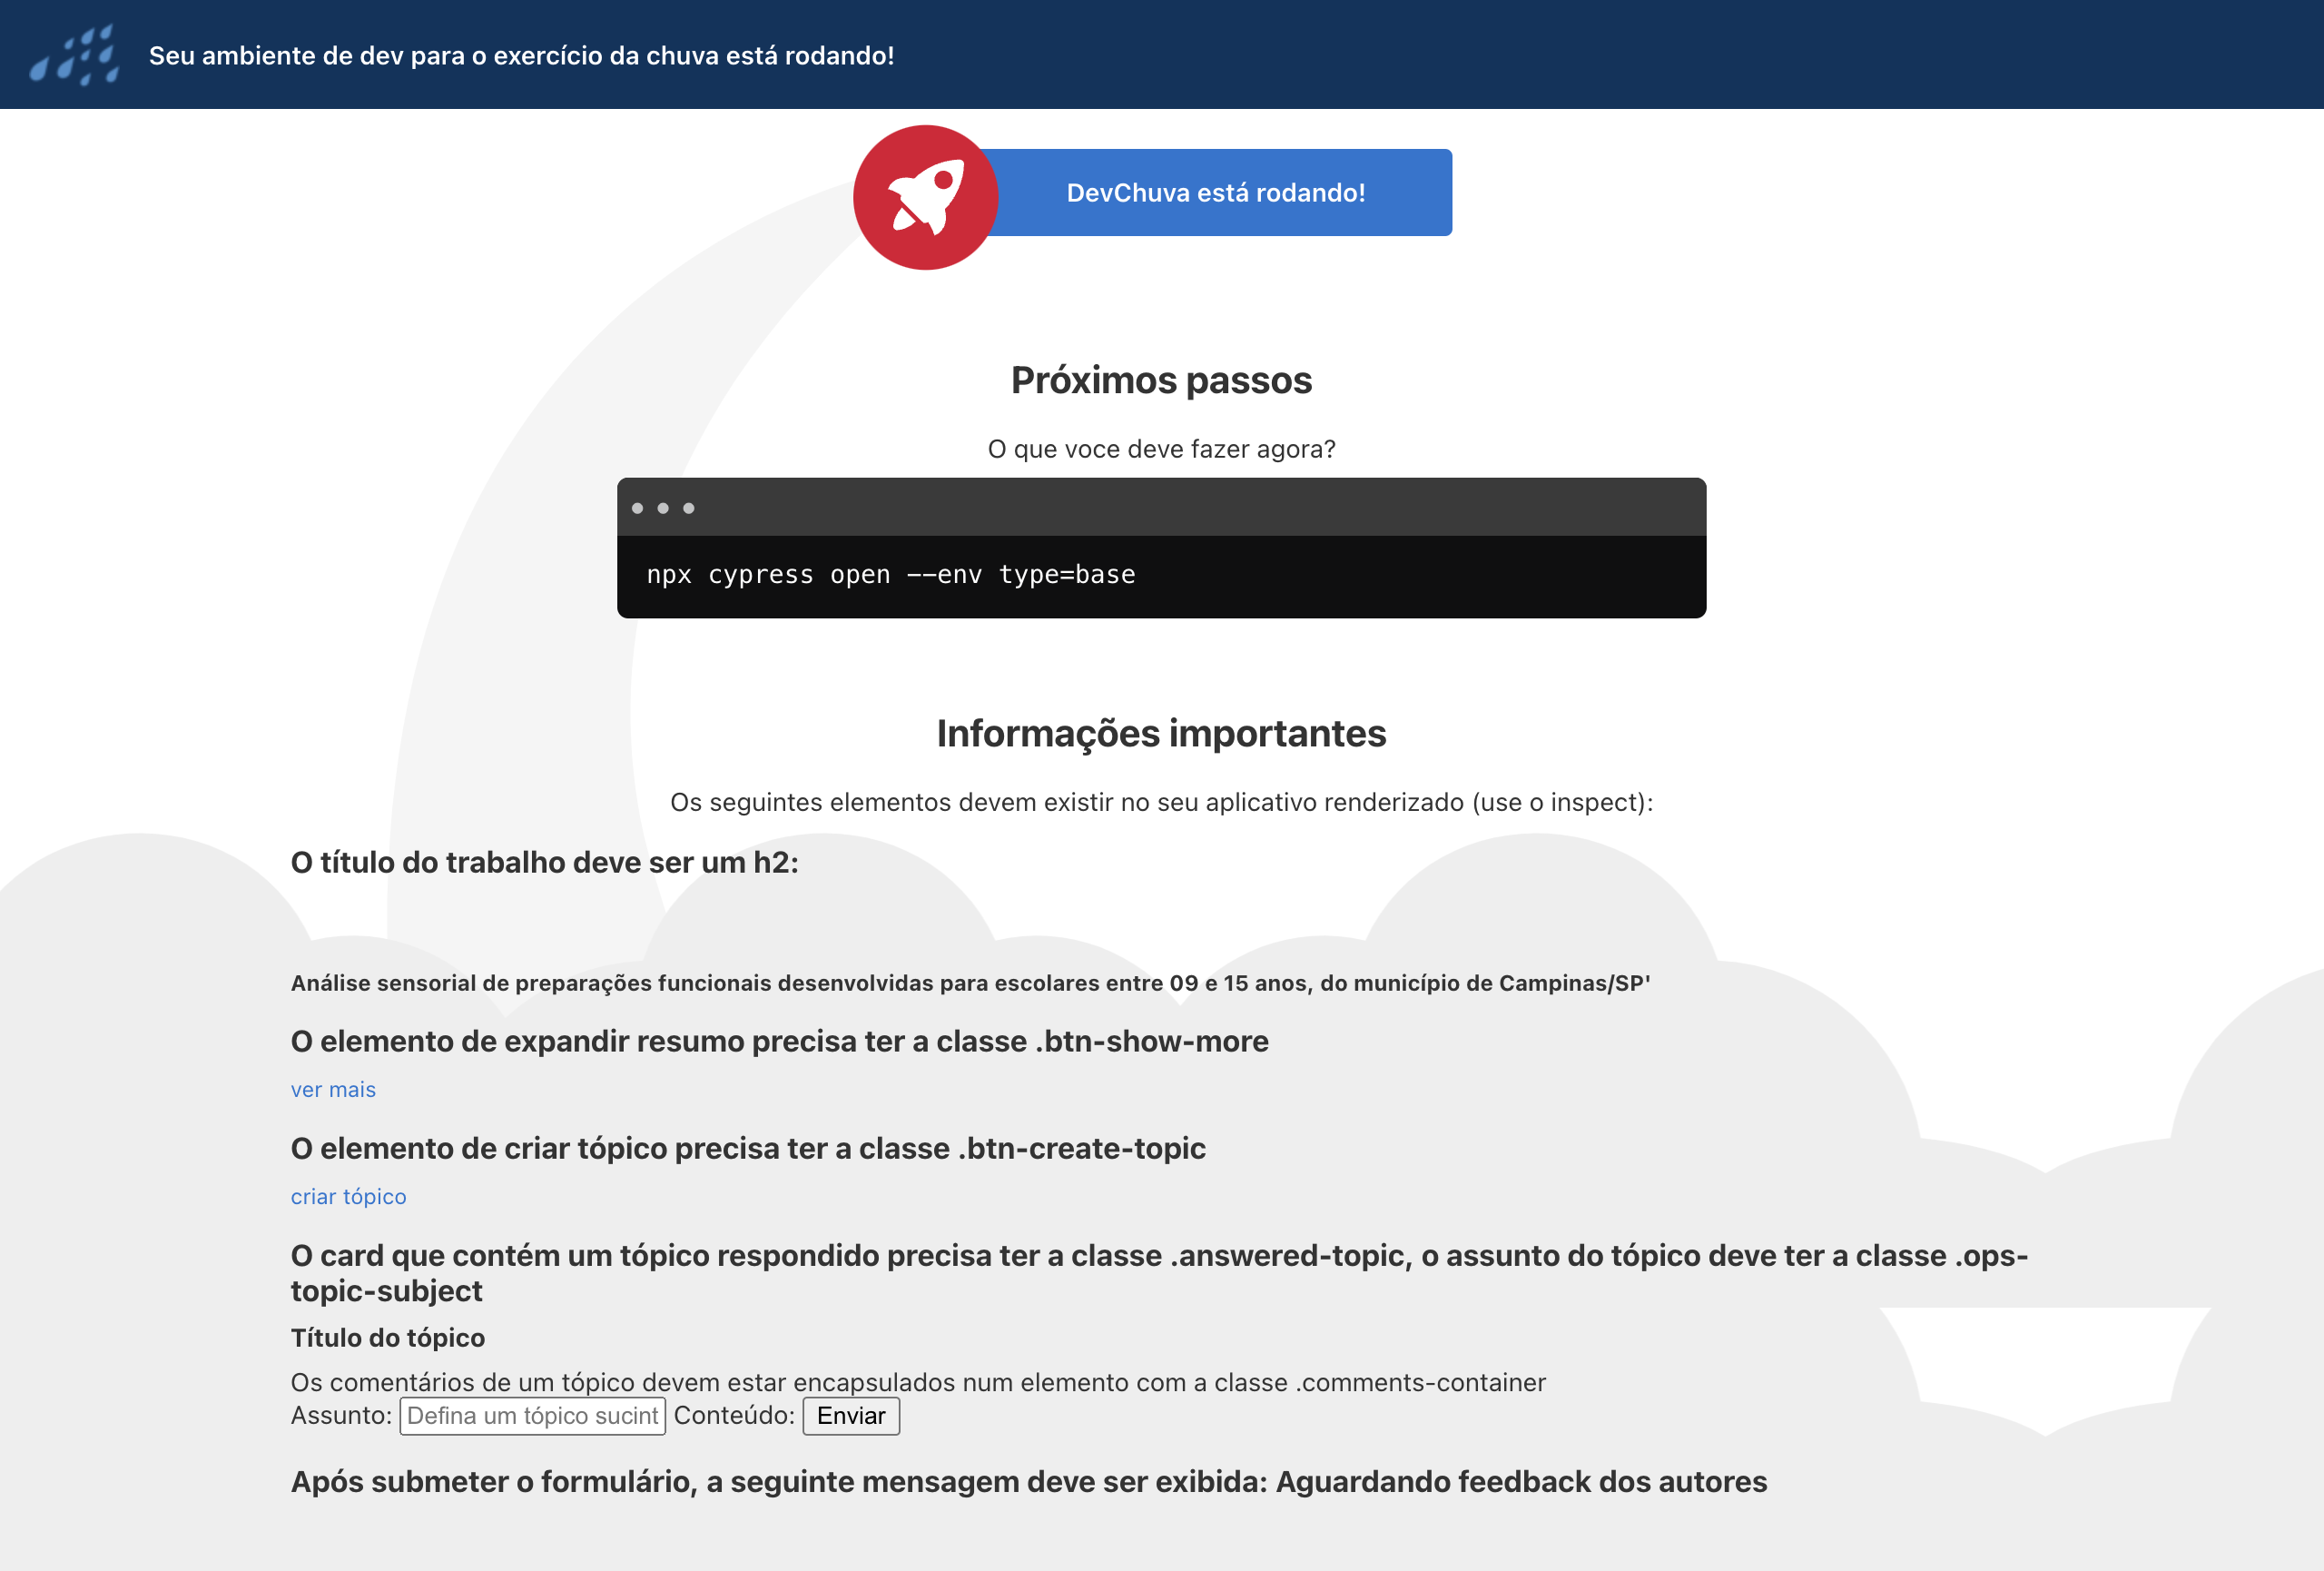 Seu ambiente de dev para o exercício da chuva está rodando!
DevChuva está rodando!
Próximos passos
O que voce deve fazer agora?
npx cypress open --env type=base
Informações importantes
Os seguintes elementos devem existir no seu aplicativo renderizado (use o inspect):
O título do trabalho deve ser um h2:
Análise sensorial de preparações funcionais desenvolvidas para escolares entre 09 e 15 anos, do município de Campinas/SP'
O elemento de expandir resumo precisa ter a classe .btn-show-more
ver mais
O elemento de criar tópico precisa ter a classe .btn-create-topic
criar tópico
O card que contém um tópico respondido precisa ter a classe .answered-topic, o assunto do tópico deve ter a classe .ops-
topic-subject
Título do tópico
Os comentários de um tópico devem estar encapsulados num elemento com a classe .comments-container
Assunto: Defina um tópico sucint Conteúdo: Enviar
Após submeter o formulário, a seguinte mensagem deve ser exibida: Aguardando feedback dos autores